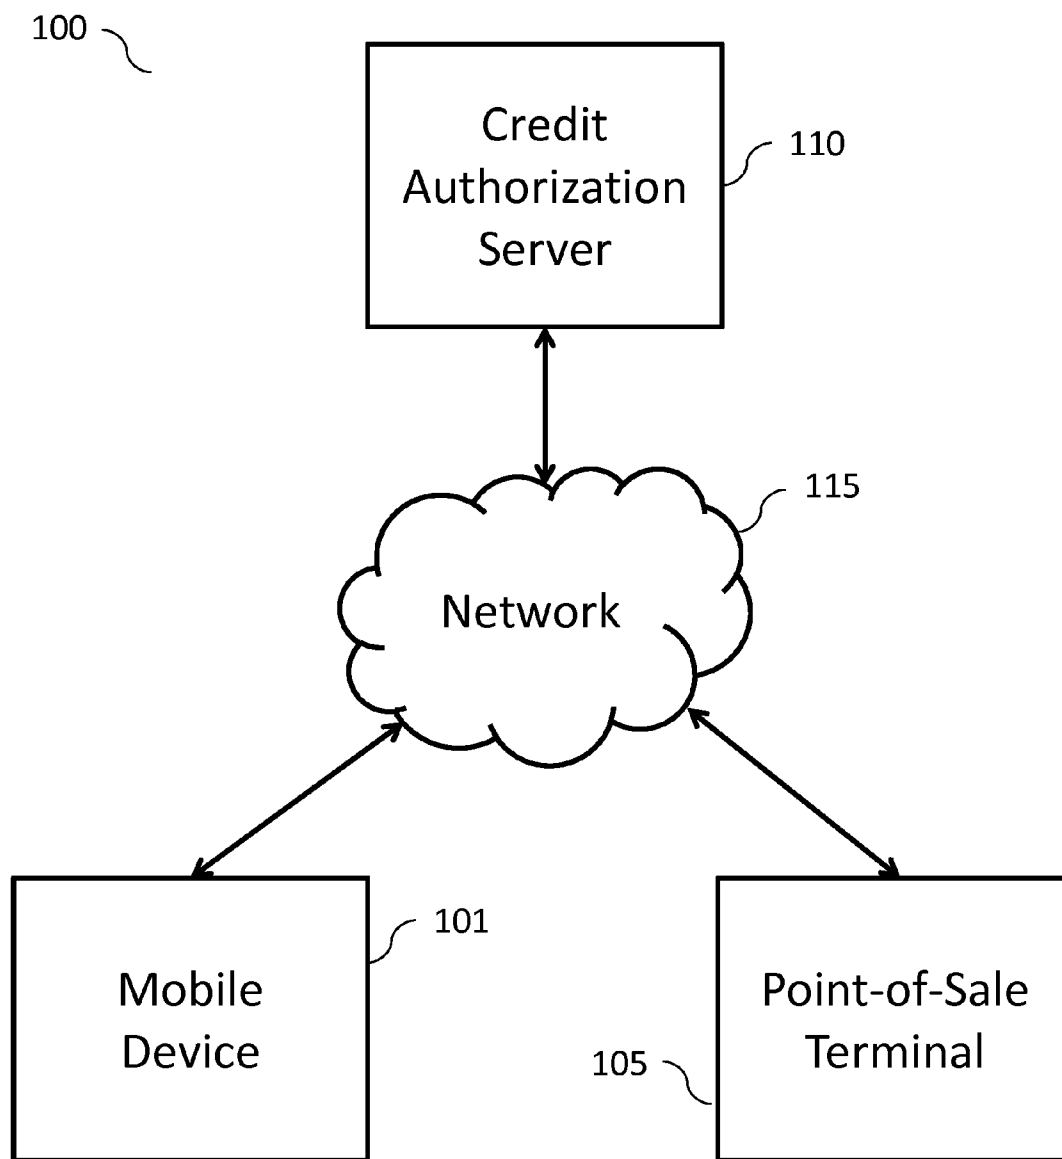 100
Credit
Authorization
Server
110
115
Network
101
Mobile
Device
Point-of-Sale
Terminal
105